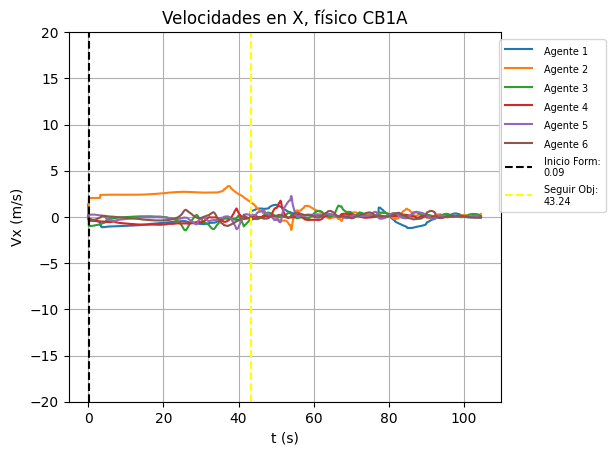 Velocidades en X, físico CB1A
Vx (m/s)
20
15
10
5
0
−5
−10
−15
−20
0
20
40
60
80
100
t (s)
Agente 1
Agente 2
Agente 3
Agente 4
Agente 5
Agente 6
Inicio Form:
0.09
Seguir Obj:
43.24